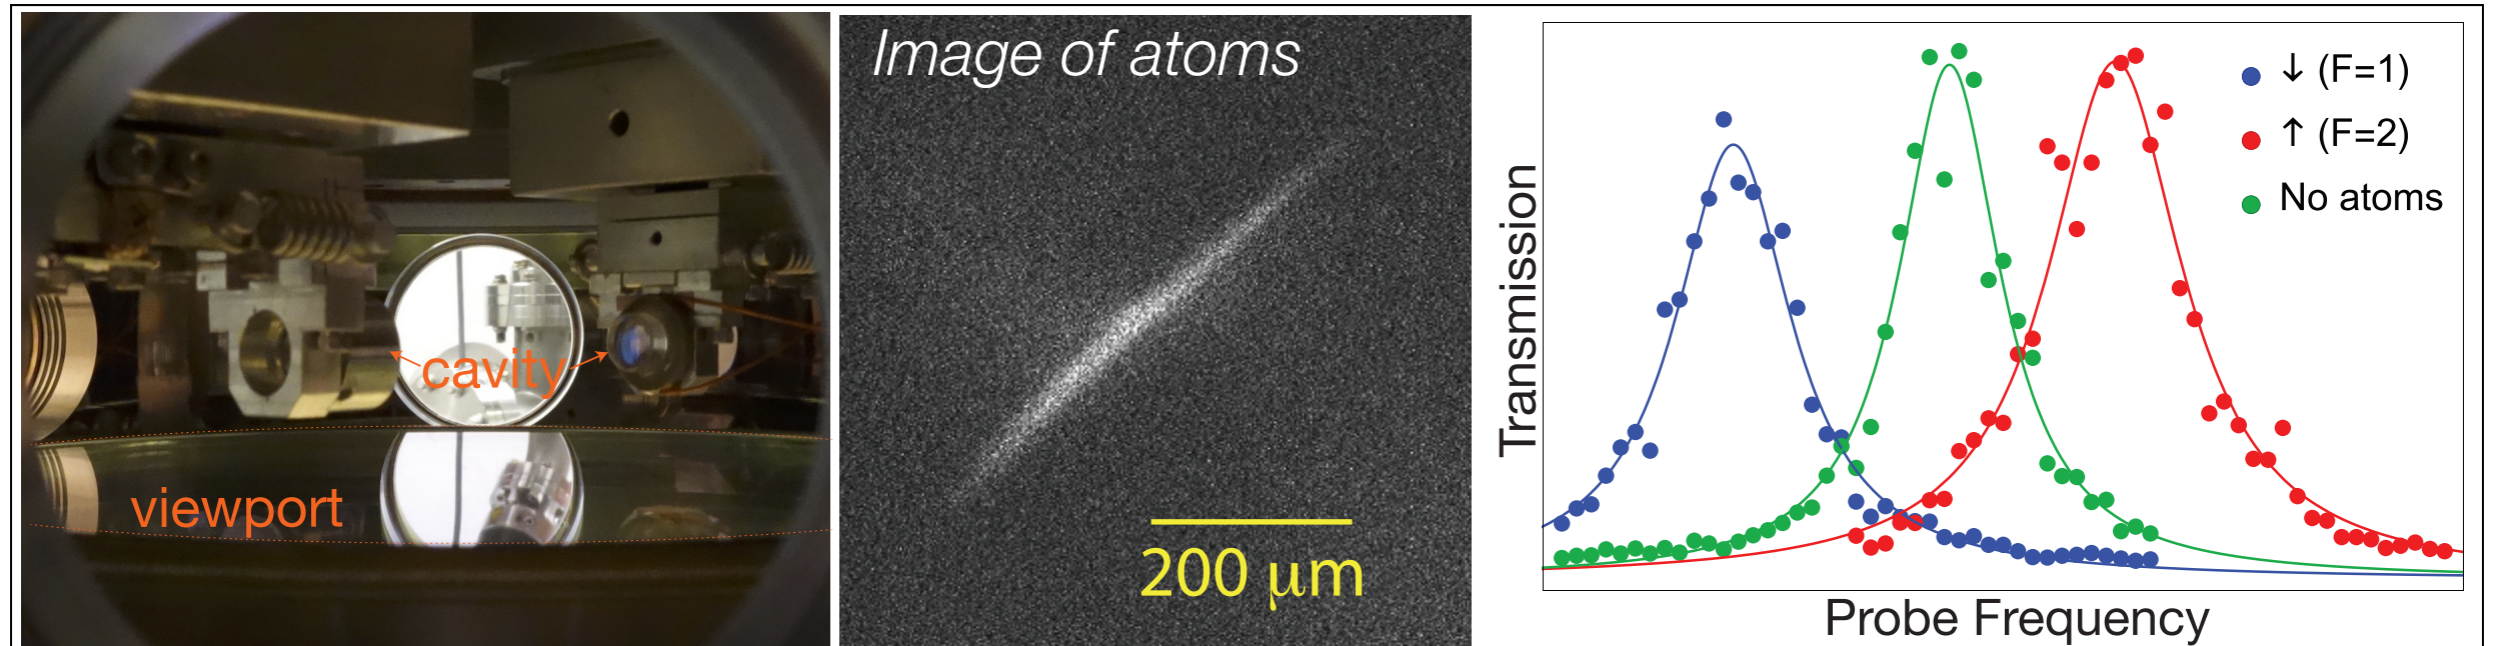 cavity
viewport
Image of atoms
200 μm
Transmission
↓ (F=1)
↑ (F=2)
No atoms
Probe Frequency